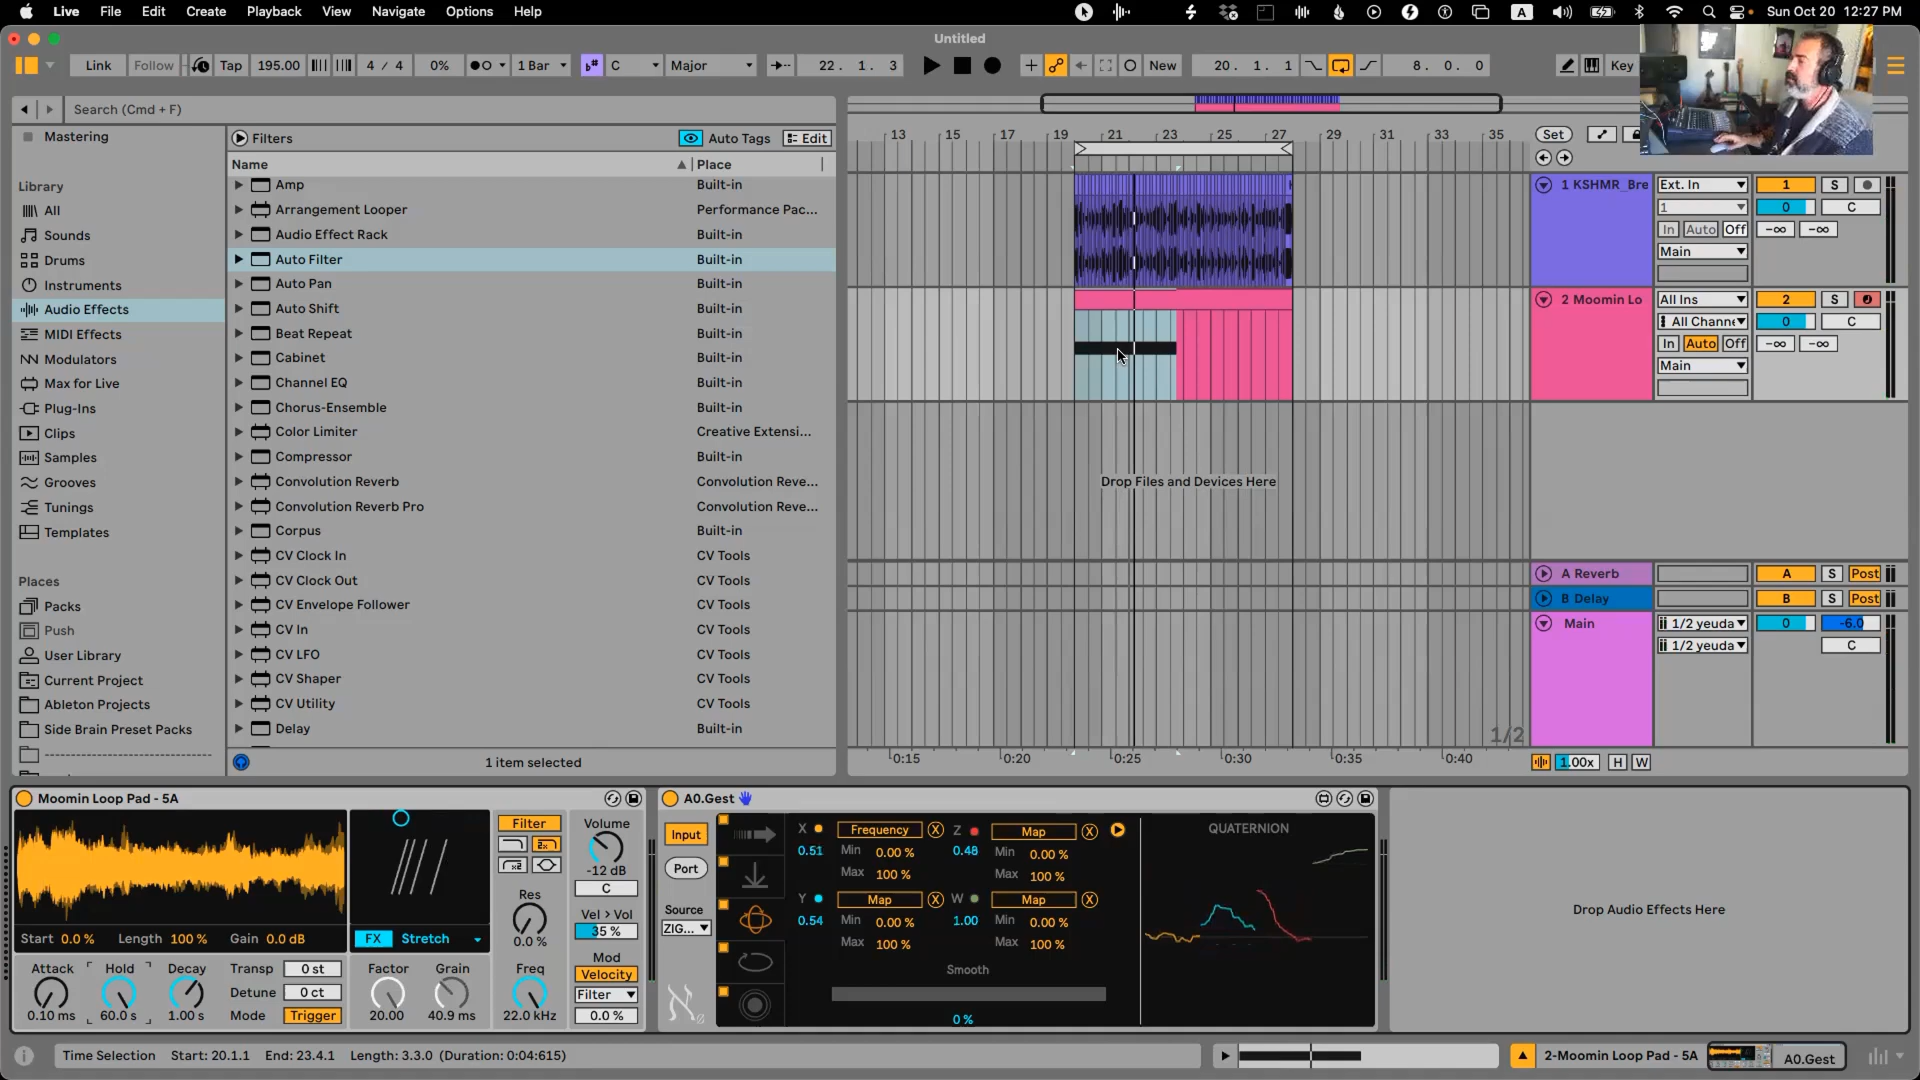 Live File Edit Create Playback View Navigate Options Help A Sun Oct 20 12:27 PM
Untitled
Link Follow Tap 195.00 4 / 4 0% 1 Bar C Major 22. 1. 3 New 20. 1. 1 8. 0. 0 Key
Search (Cmd + F)
13 15 17 19 21 23 25 27 29 31 33 35 Set
Mastering
Filters Auto Tags Edit
Name Place
Library
All
Sounds
Drums
Instruments
Audio Effects
MIDI Effects
Modulators
Max for Live
Plug-Ins
Clips
Samples
Grooves
Tunings
Templates
Places
Packs
Push
User Library
Current Project
Ableton Projects
Side Brain Preset Packs
-----------------------------
Amp Built-in
Arrangement Looper Performance Pac...
Audio Effect Rack Built-in
Auto Filter Built-in
Auto Pan Built-in
Auto Shift Built-in
Beat Repeat Built-in
Cabinet Built-in
Channel EQ Built-in
Chorus-Ensemble Built-in
Color Limiter Creative Extensi...
Compressor Built-in
Convolution Reverb Convolution Reve...
Convolution Reverb Pro Convolution Reve...
Corpus Built-in
CV Clock In CV Tools
CV Clock Out CV Tools
CV Envelope Follower CV Tools
CV In CV Tools
CV LFO CV Tools
CV Shaper CV Tools
CV Utility CV Tools
Delay Built-in
1 item selected
1 KSHMR_Bre Ext. In 1 S
1 0 C
In Auto Off -∞ -∞
Main
2 Moomin Lo All Ins 2 S
All Channe 0 C
In Auto Off -∞ -∞
Main
Drop Files and Devices Here
A Reverb A S Post
B Delay B S Post
Main 1/2 yeuda 0 -6.0
1/2 yeuda C
1/2
0:15 0:20 0:25 0:30 0:35 0:40 1.00x H W
Moomin Loop Pad - 5A
Start 0.0 % Length 100 % Gain 0.0 dB FX Stretch
Attack Hold Decay Transp 0 st Factor Grain
Detune 0 ct
0.10 ms 60.0 s 1.00 s Mode Trigger 20.00 40.9 ms
Filter
Res
0.0 %
Freq
22.0 kHz
Volume
-12 dB
C
Vel > Vol
35 %
Mod
Velocity
Filter
0.0 %
A0.Gest
Input
Port
Source
ZIG...
X Frequency X Z Map X
0.51 Min 0.00 % 0.48 Min 0.00 %
Max 100 % Max 100 %
Y Map X W Map X
0.54 Min 0.00 % 1.00 Min 0.00 %
Max 100 % Max 100 %
Smooth
0 %
QUATERNION
Drop Audio Effects Here
Time Selection Start: 20.1.1 End: 23.4.1 Length: 3.3.0 (Duration: 0:04:615)
2-Moomin Loop Pad - 5A A0.Gest